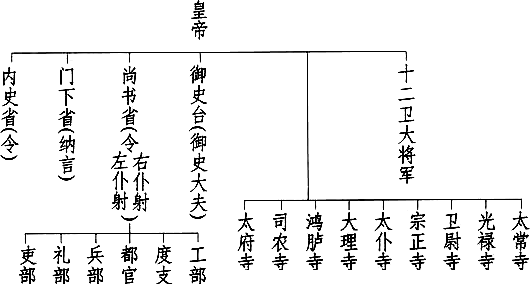 皇帝
内史省(令)
门下省(纳言)
尚书省(令 左仆射 右仆射)
御史台(御史大夫)
十二卫大将军
吏部
礼部
兵部
都官
度支
工部
太府寺
司农寺
鸿胪寺
大理寺
太仆寺
宗正寺
卫尉寺
光禄寺
太常寺